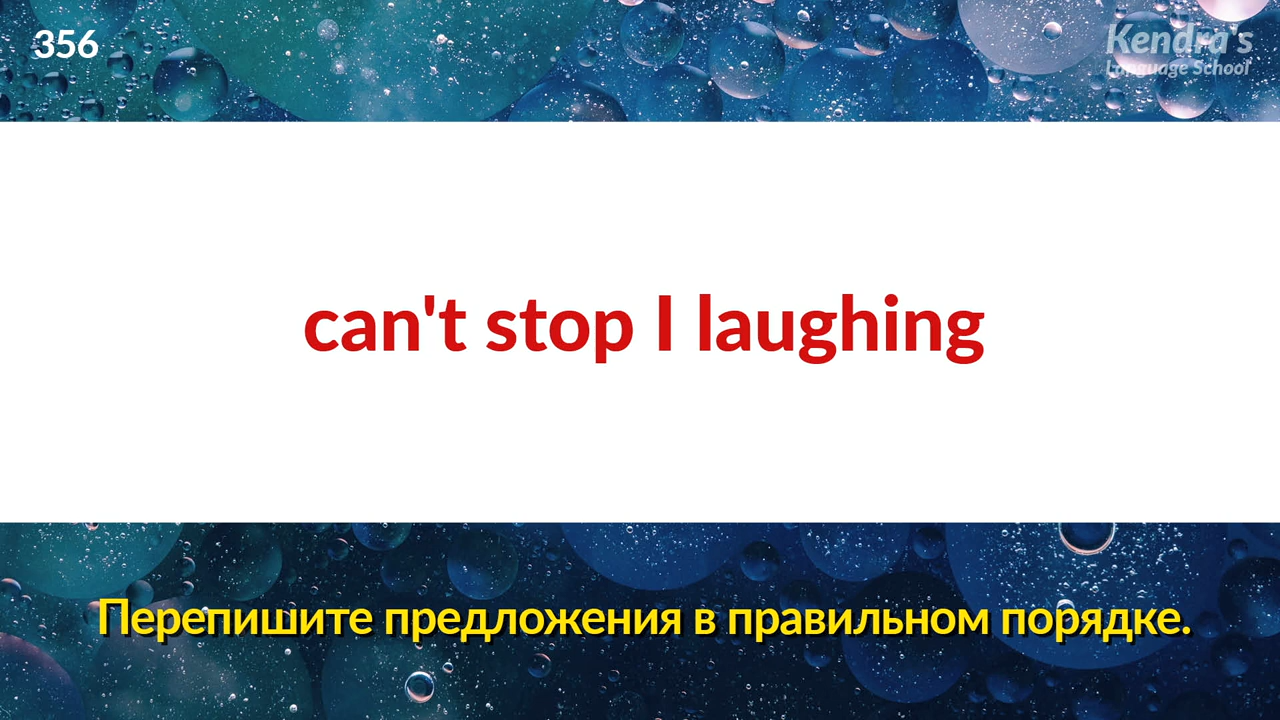 356
Kendra's
Language School
can't stop I laughing
Перепишите предложения в правильном порядке.